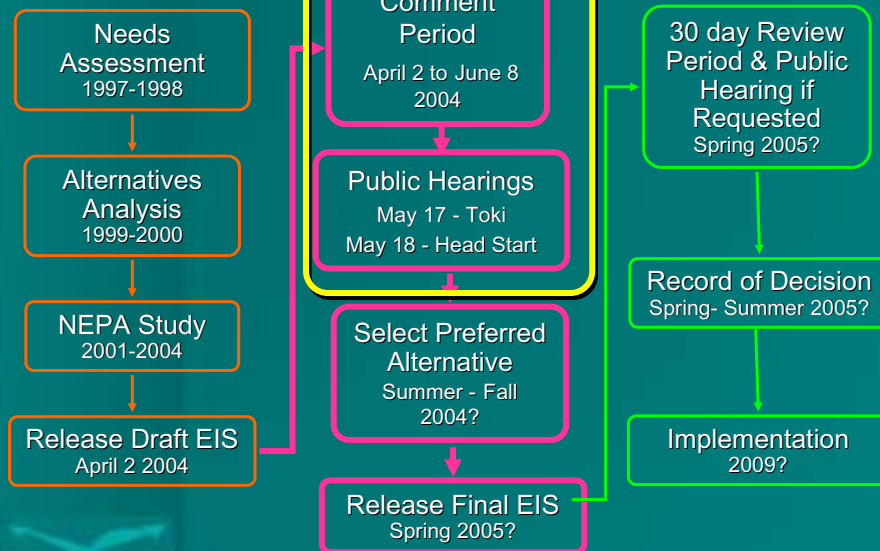 Needs
Assessment
1997-1998
Alternatives
Analysis
1999-2000
NEPA Study
2001-2004
Release Draft EIS
April 2 2004
Comment
Period
April 2 to June 8
2004
Public Hearings
May 17 - Toki
May 18 - Head Start
Select Preferred
Alternative
Summer - Fall
2004?
Release Final EIS
Spring 2005?
30 day Review
Period & Public
Hearing if
Requested
Spring 2005?
Record of Decision
Spring- Summer 2005?
Implementation
2009?